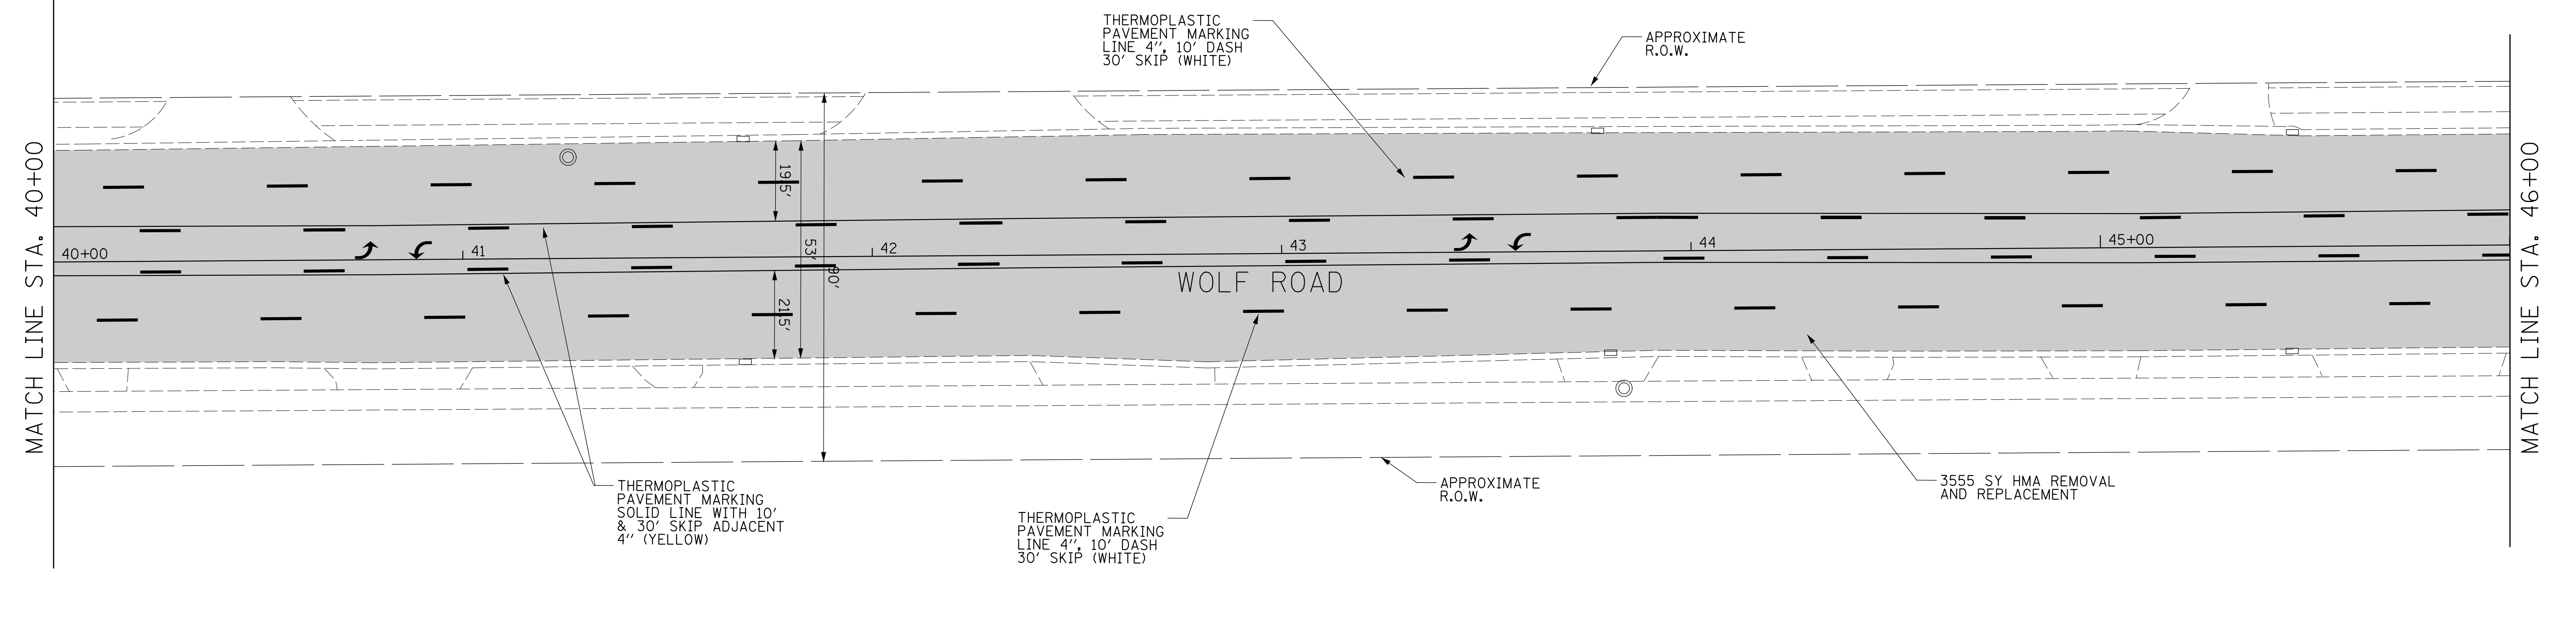 THERMOPLASTIC
PAVEMENT MARKING
LINE 4", 10' DASH
30' SKIP (WHITE)
APPROXIMATE
R.O.W.
MATCH LINE STA. 40+00
MATCH LINE STA. 46+00
19.5'
53'
90'
21.5'
40+00
41
42
43
44
45+00
WOLF ROAD
THERMOPLASTIC
PAVEMENT MARKING
SOLID LINE WITH 10'
& 30' SKIP ADJACENT
4" (YELLOW)
THERMOPLASTIC
PAVEMENT MARKING
LINE 4", 10' DASH
30' SKIP (WHITE)
APPROXIMATE
R.O.W.
3555 SY HMA REMOVAL
AND REPLACEMENT